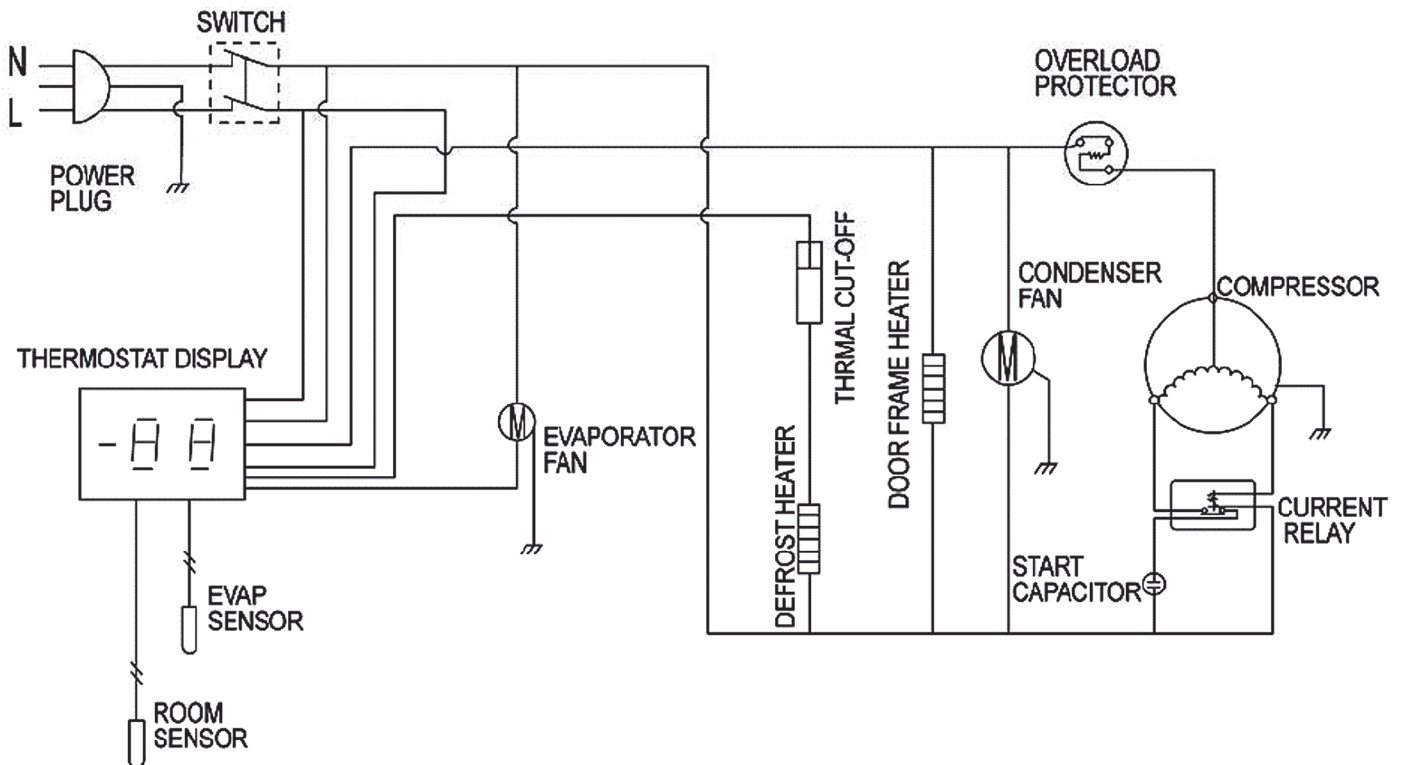 SWITCH
N
L
POWER
PLUG
OVERLOAD
PROTECTOR
THRMAL CUT-OFF
DOOR FRAME HEATER
CONDENSER
FAN
COMPRESSOR
THERMOSTAT DISPLAY
-88
EVAPORATOR
FAN
DEFROST HEATER
CURRENT
RELAY
START
CAPACITOR
EVAP
SENSOR
ROOM
SENSOR